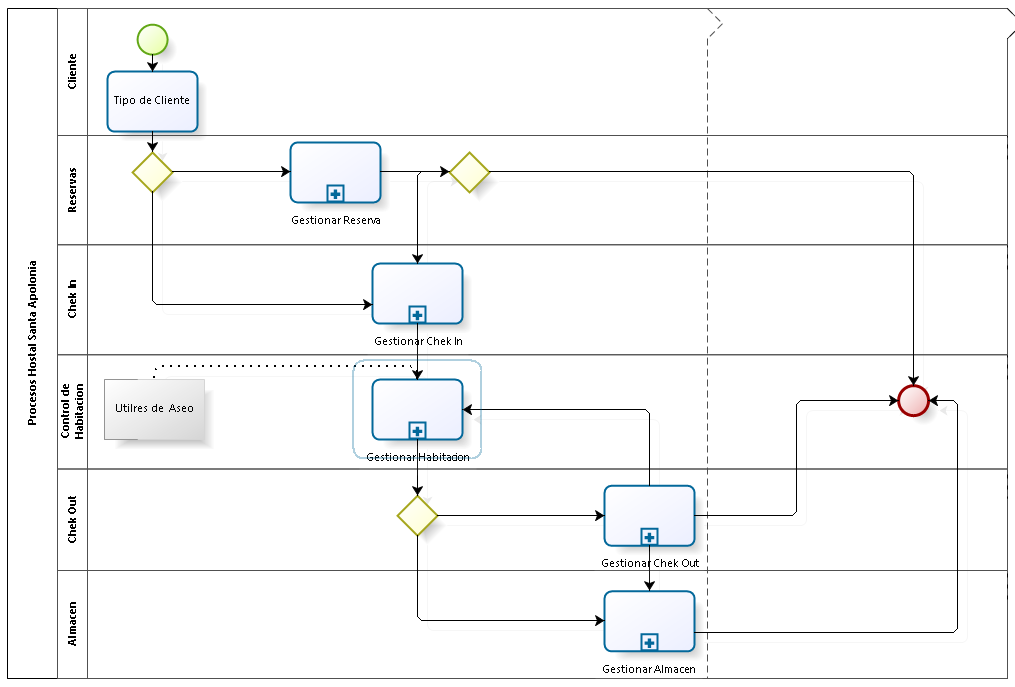 Procesos Hostal Santa Apolonia
Cliente
Tipo de Cliente
Reservas
Gestionar Reserva
Chek In
Gestionar Chek In
Control de
Habitacion
Utilres de Aseo
Gestionar Habitacion
Chek Out
Gestionar Chek Out
Almacen
Gestionar Almacen